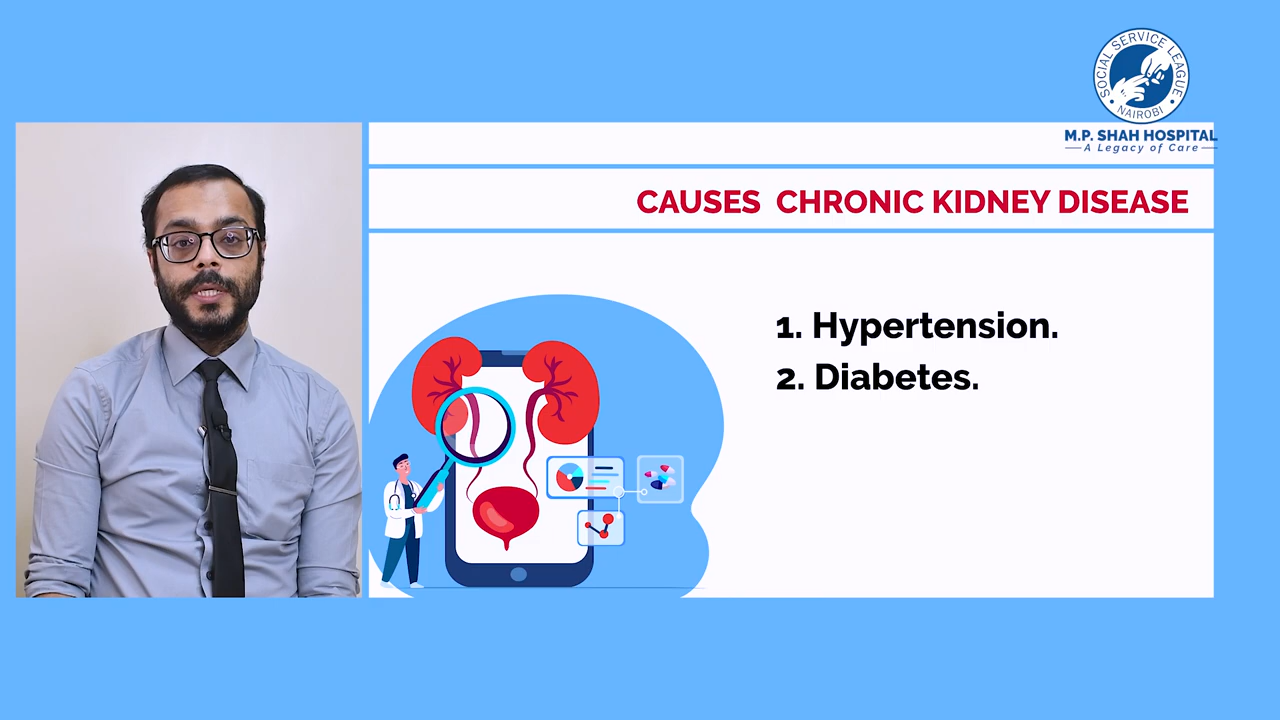 SOCIAL SERVICE LEAGUE
NAIROBI
M.P. SHAH HOSPITAL
A Legacy of Care
CAUSES  CHRONIC KIDNEY DISEASE
1. Hypertension.
2. Diabetes.